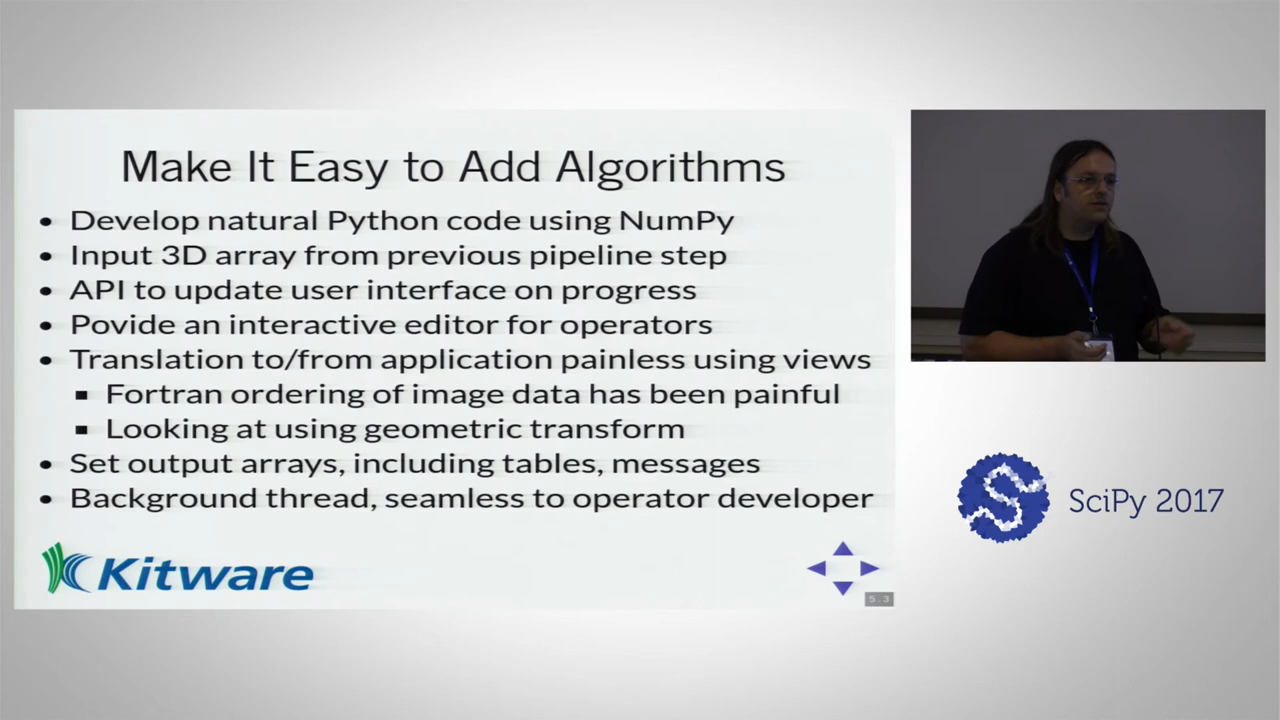 Make It Easy to Add Algorithms
• Develop natural Python code using NumPy
• Input 3D array from previous pipeline step
• API to update user interface on progress
• Povide an interactive editor for operators
• Translation to/from application painless using views
▪ Fortran ordering of image data has been painful
▪ Looking at using geometric transform
• Set output arrays, including tables, messages
• Background thread, seamless to operator developer
Kitware
5.3
SciPy 2017